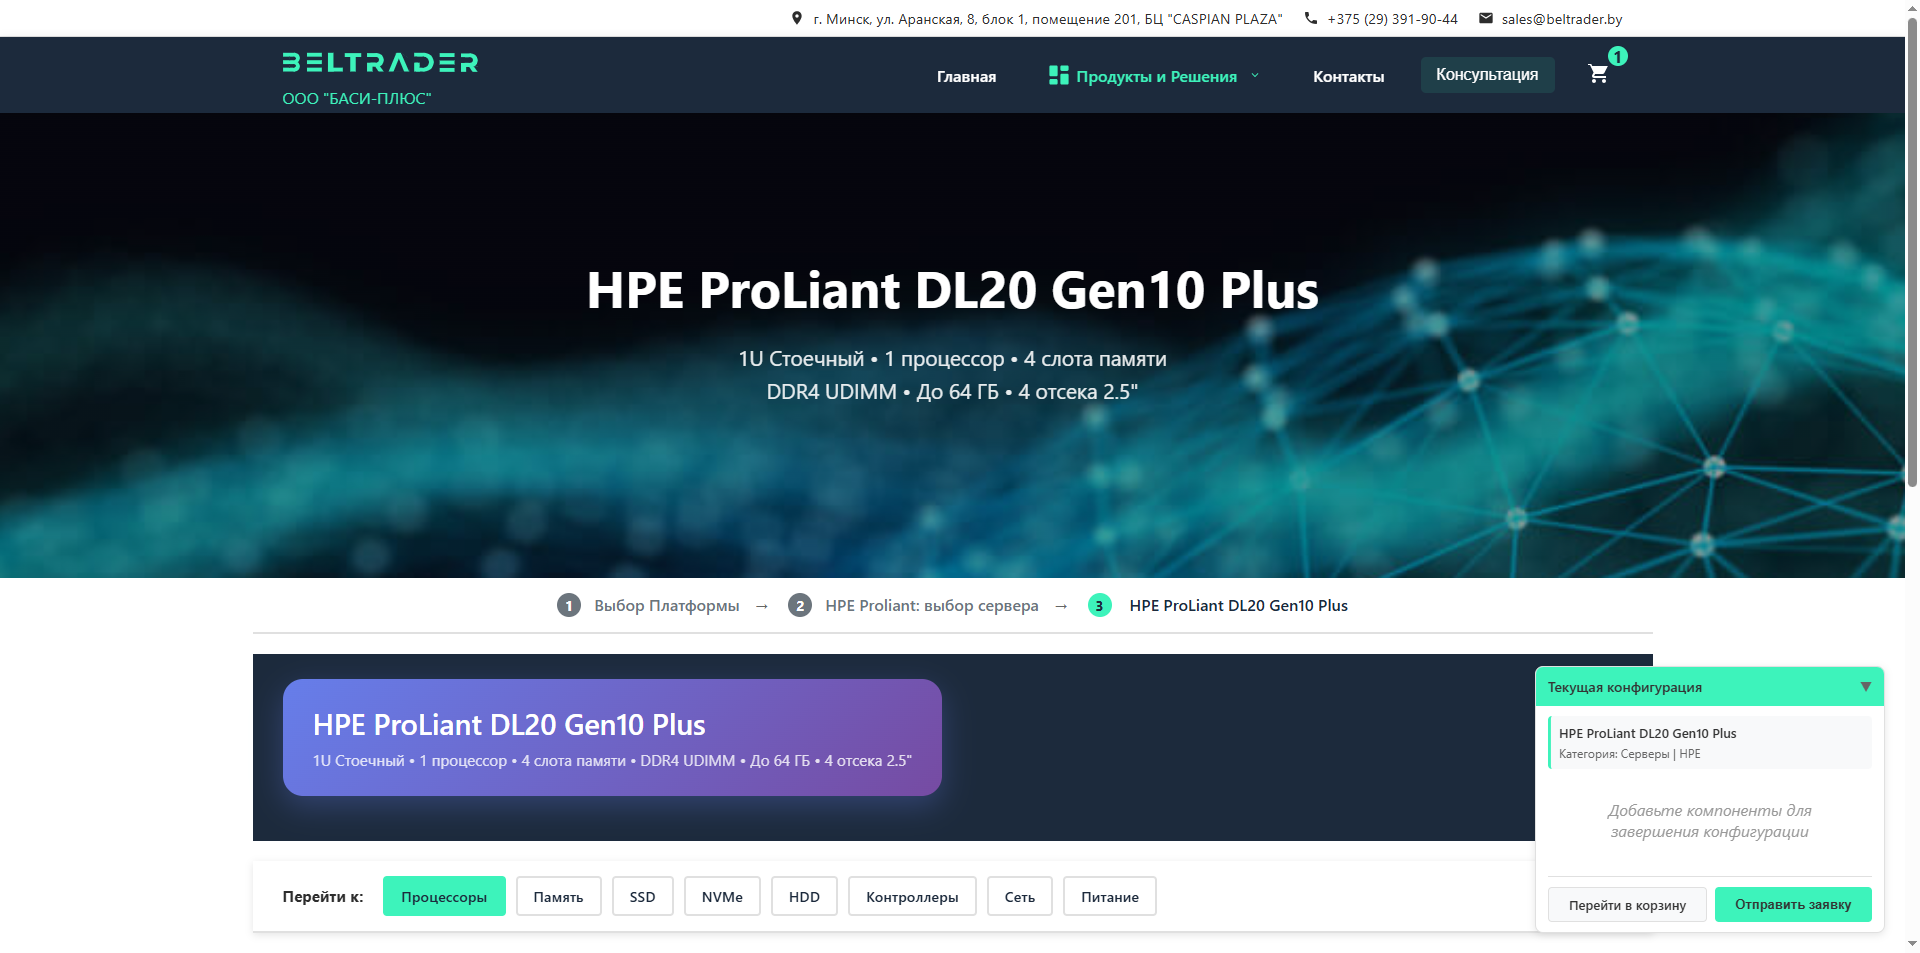 г. Минск, ул. Аранская, 8, блок 1, помещение 201, БЦ "CASPIAN PLAZA"
+375 (29) 391-90-44
sales@beltrader.by
BELTRADER
ООО "БАСИ-ПЛЮС"
Главная
Продукты и Решения
Контакты
Консультация
1
HPE ProLiant DL20 Gen10 Plus
1U Стоечный • 1 процессор • 4 слота памяти
DDR4 UDIMM • До 64 ГБ • 4 отсека 2.5"
1 Выбор Платформы → 2 HPE Proliant: выбор сервера → 3 HPE ProLiant DL20 Gen10 Plus
HPE ProLiant DL20 Gen10 Plus
1U Стоечный • 1 процессор • 4 слота памяти • DDR4 UDIMM • До 64 ГБ • 4 отсека 2.5"
Перейти к:
Процессоры
Память
SSD
NVMe
HDD
Контроллеры
Сеть
Питание
Текущая конфигурация ▼
HPE ProLiant DL20 Gen10 Plus
Категория: Серверы | HPE
Добавьте компоненты для
завершения конфигурации
Перейти в корзину
Отправить заявку